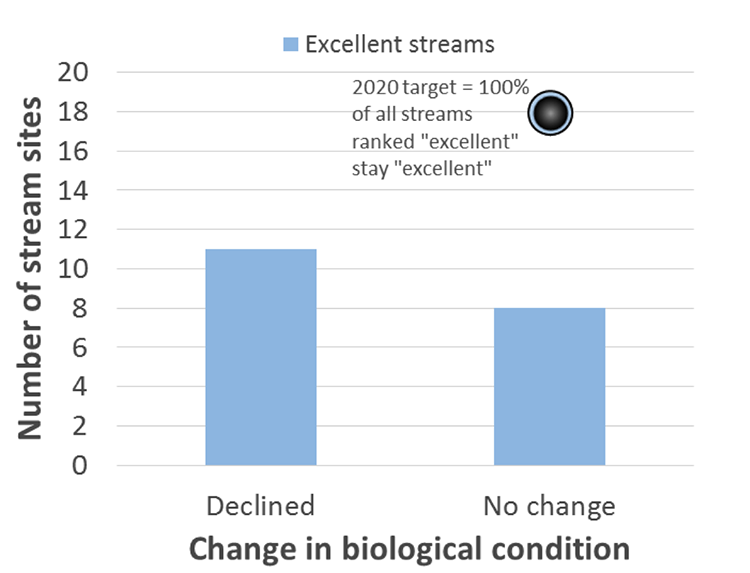 Excellent streams
20
18
16
14
12
10
8
6
4
2
0
Number of stream sites
2020 target = 100%
of all streams
ranked "excellent"
stay "excellent"
Declined
No change
Change in biological condition